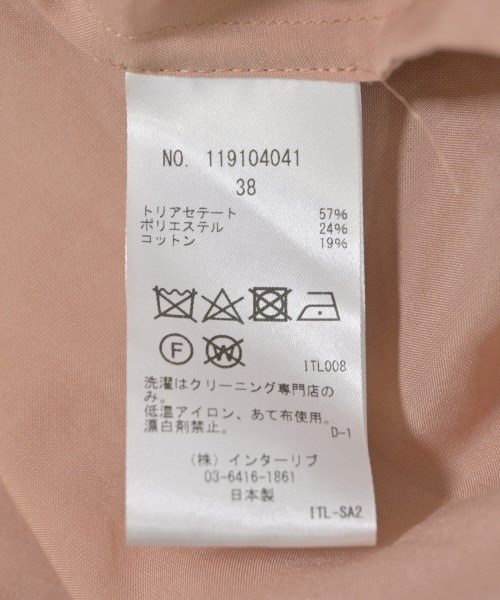 NO. 119104041
38
トリアセテート 57%
ポリエステル 24%
コットン 19%
F W
ITL008
洗濯はクリーニング専門店の
み。
低温アイロン、あて布使用。
漂白剤禁止。
D-1
(株) インターリブ
03-6416-1861
日本製
ITL-SA2